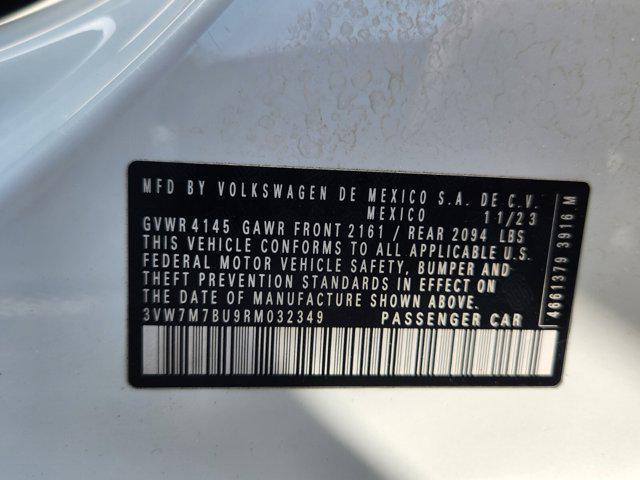 MFD BY VOLKSWAGEN DE MEXICO S.A. DE C.V.
MEXICO 11/23
GVWR 4145 GAWR FRONT 2161 / REAR 2094 LBS
THIS VEHICLE CONFORMS TO ALL APPLICABLE U.S.
FEDERAL MOTOR VEHICLE SAFETY, BUMPER AND
THEFT PREVENTION STANDARDS IN EFFECT ON
THE DATE OF MANUFACTURE SHOWN ABOVE.
3VW7M7BU9RM032349 PASSENGER CAR
4661379 3916 M